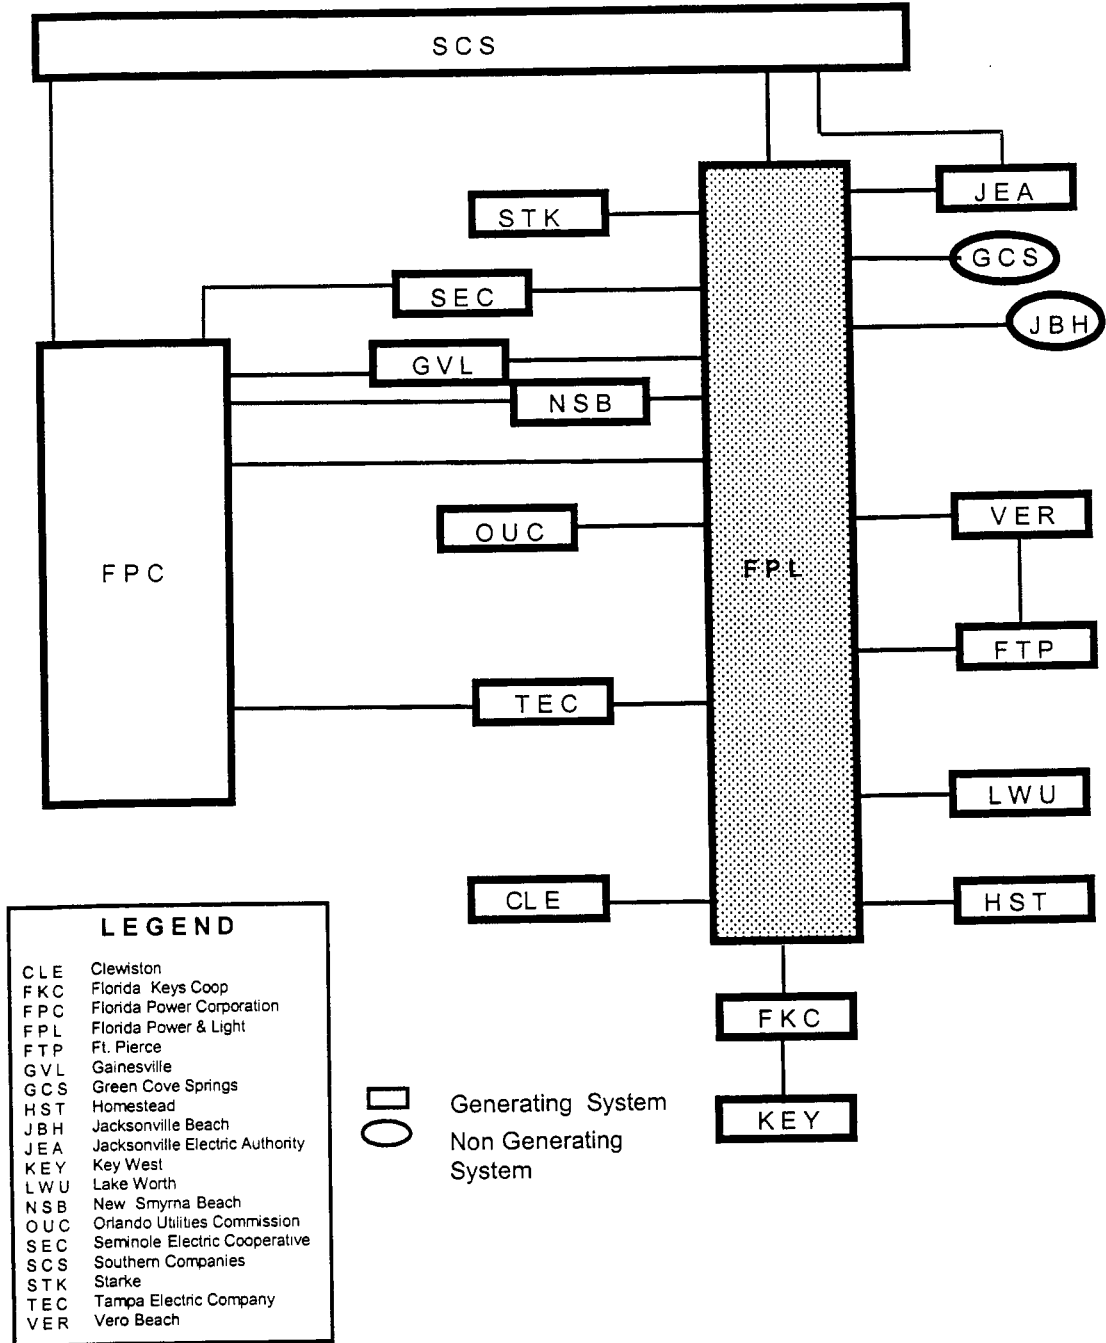 SCS
JEA
STK
GCS
SEC
JBH
GVL
NSB
VER
OUC
FPC
FPL
FTP
TEC
LWU
CLE
HST
FKC
KEY
LEGEND
CLE Clewiston
FKC Florida Keys Coop
FPC Florida Power Corporation
FPL Florida Power & Light
FTP Ft. Pierce
GVL Gainesville
GCS Green Cove Springs
HST Homestead
JBH Jacksonville Beach
JEA Jacksonville Electric Authority
KEY Key West
LWU Lake Worth
NSB New Smyrna Beach
OUC Orlando Utilities Commission
SEC Seminole Electric Cooperative
SCS Southern Companies
STK Starke
TEC Tampa Electric Company
VER Vero Beach
Generating System
Non Generating
System